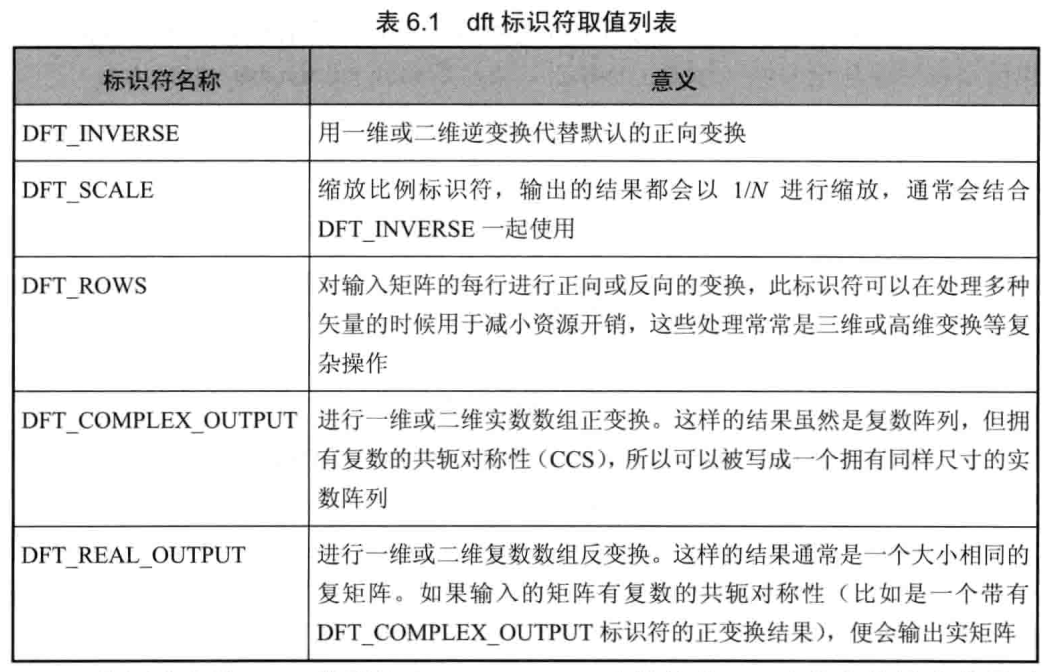 表 6.1 dft 标识符取值列表
标识符名称
意义
DFT_INVERSE
用一维或二维逆变换代替默认的正向变换
DFT_SCALE
缩放比例标识符，输出的结果都会以 1/N 进行缩放，通常会结合
DFT_INVERSE 一起使用
DFT_ROWS
对输入矩阵的每行进行正向或反向的变换，此标识符可以在处理多种
矢量的时候用于减小资源开销，这些处理常常是三维或高维变换等复
杂操作
DFT_COMPLEX_OUTPUT
进行一维或二维实数数组正变换。这样的结果虽然是复数阵列，但拥
有复数的共轭对称性（CCS），所以可以被写成一个拥有同样尺寸的实
数阵列
DFT_REAL_OUTPUT
进行一维或二维复数数组反变换。这样的结果通常是一个大小相同的
复矩阵。如果输入的矩阵有复数的共轭对称性（比如是一个带有
DFT_COMPLEX_OUTPUT 标识符的正变换结果），便会输出实矩阵